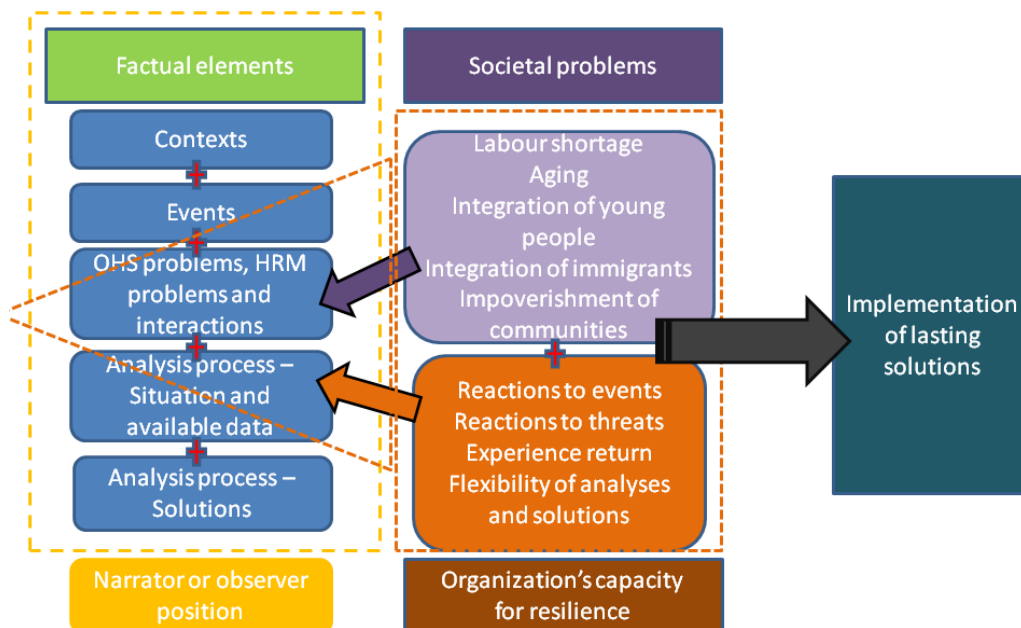 Factual elements
Contexts
Events
OHS problems, HRM
problems and
interactions
Analysis process –
Situation and
available data
Analysis process –
Solutions
Narrator or observer
position
Societal problems
Labour shortage
Aging
Integration of young
people
Integration of immigrants
Impoverishment of
communities
Reactions to events
Reactions to threats
Experience return
Flexibility of analyses
and solutions
Organization's capacity
for resilience
Implementation
of lasting
solutions